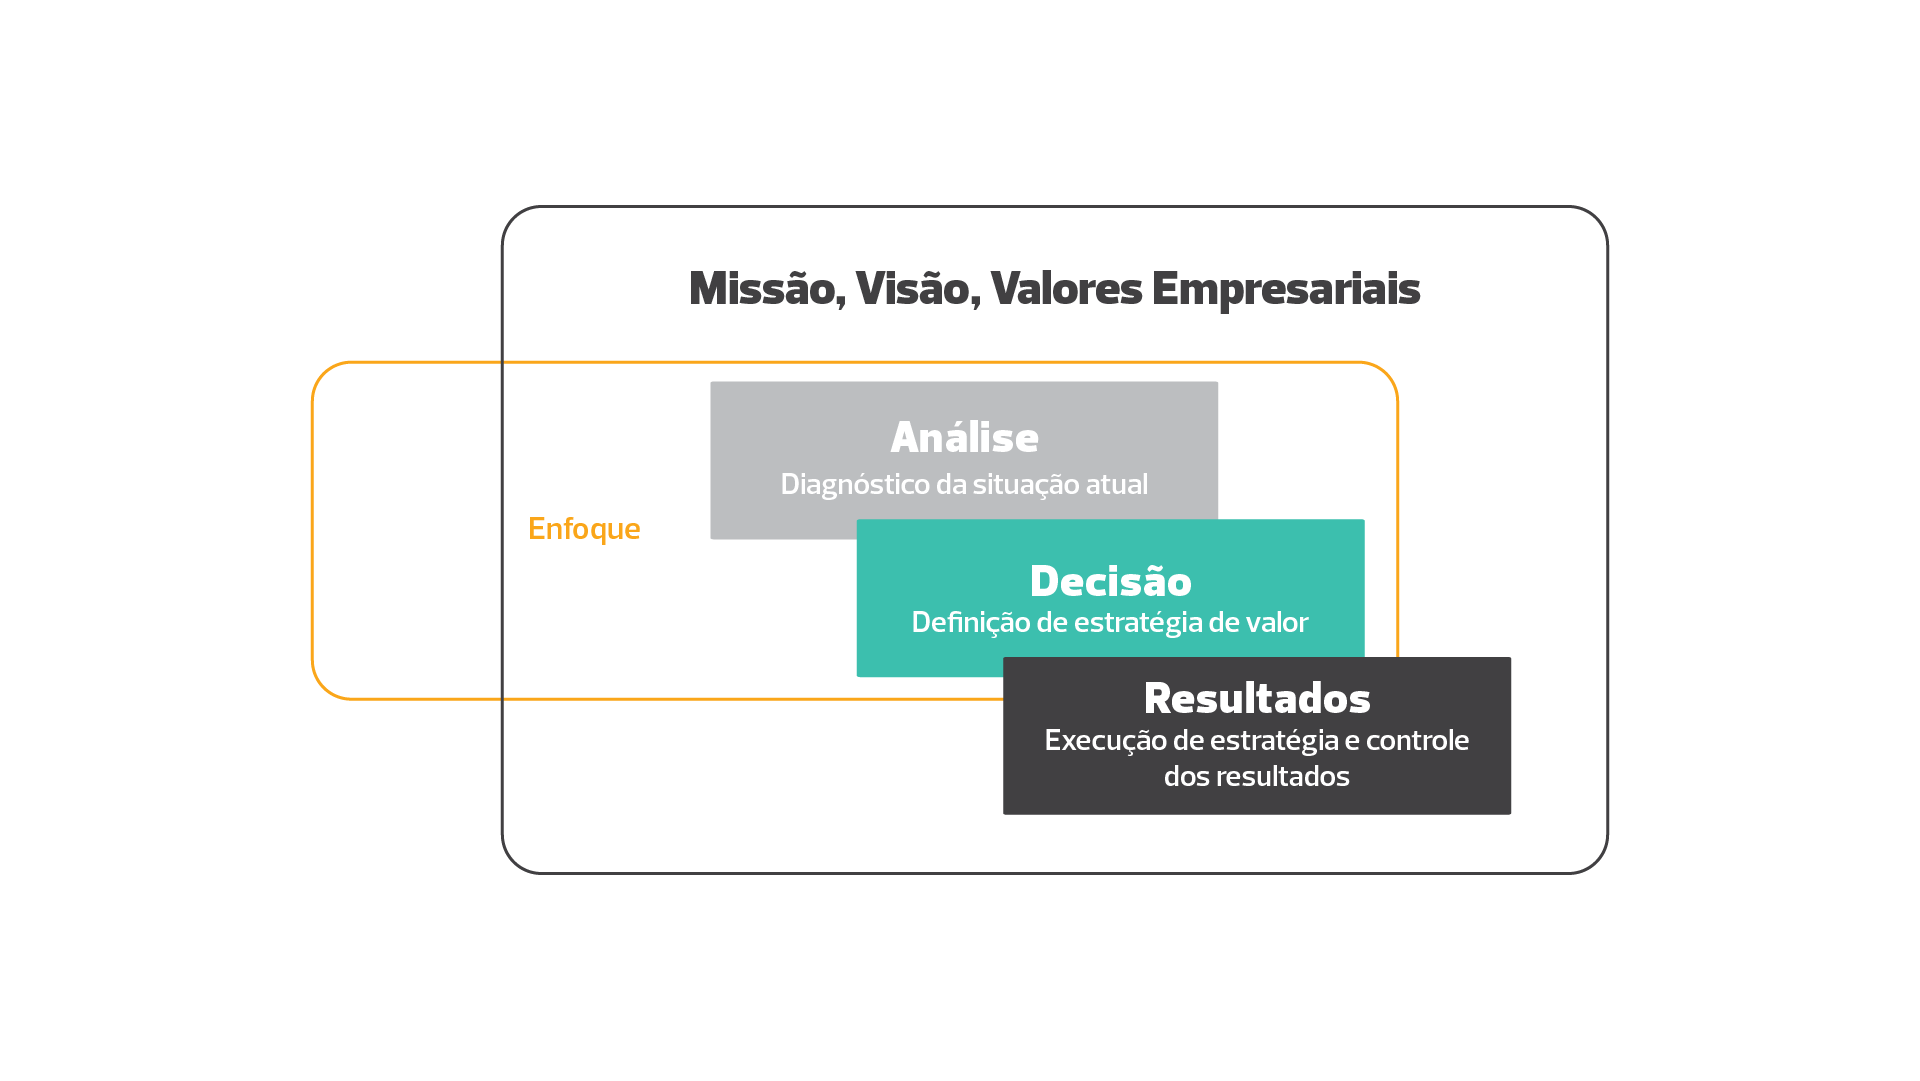 Missão, Visão, Valores Empresariais
Análise
Diagnóstico da situação atual
Enfoque
Decisão
Definição de estratégia de valor
Resultados
Execução de estratégia e controle
dos resultados